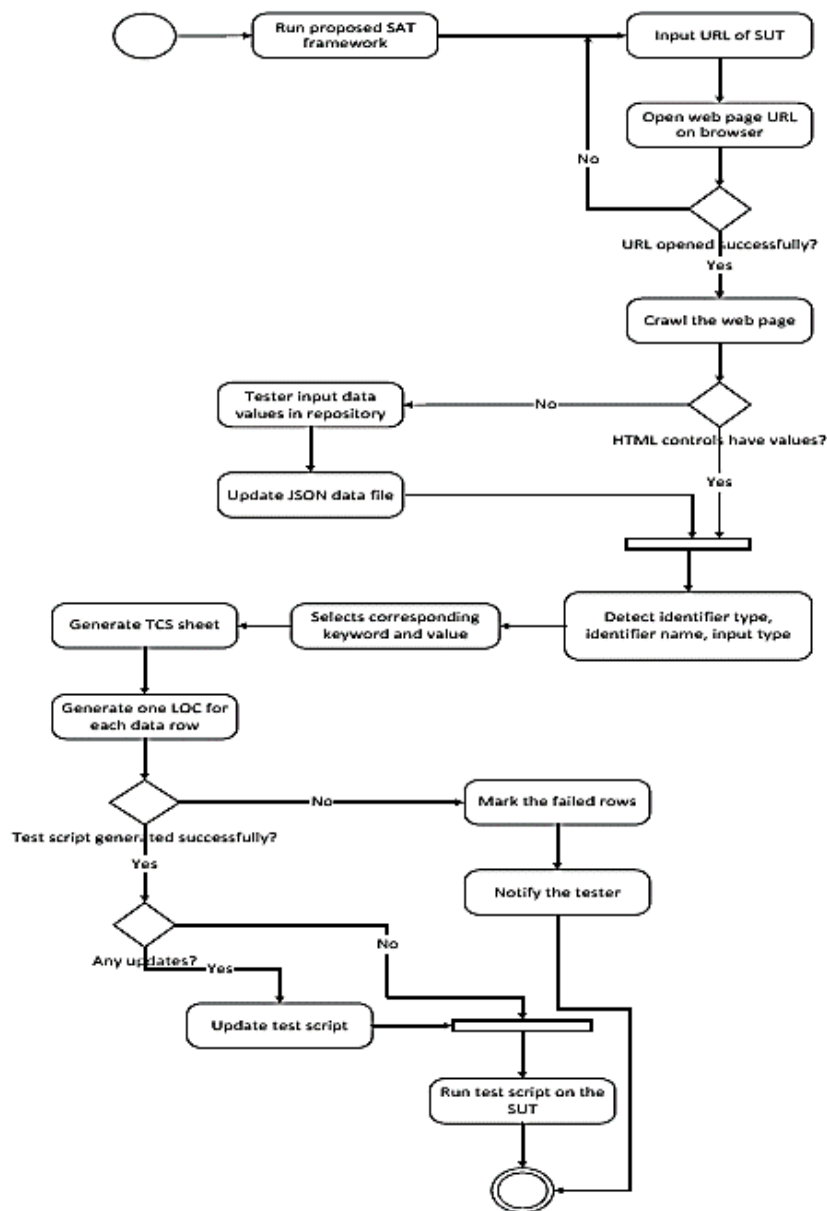 Run proposed SAT
framework
Input URL of SUT
Open web page URL
on browser
No
URL opened successfully?
Yes
Crawl the web page
Tester input data
values in repository
No
HTML controls have values?
Update JSON data file
Yes
Generate TCS sheet
Selects corresponding
keyword and value
Detect identifier type,
identifier name, input type
Generate one LOC for
each data row
No
Mark the failed rows
Test script generated successfully?
Yes
Notify the tester
No
Any updates?
Yes
Update test script
Run test script on the
SUT